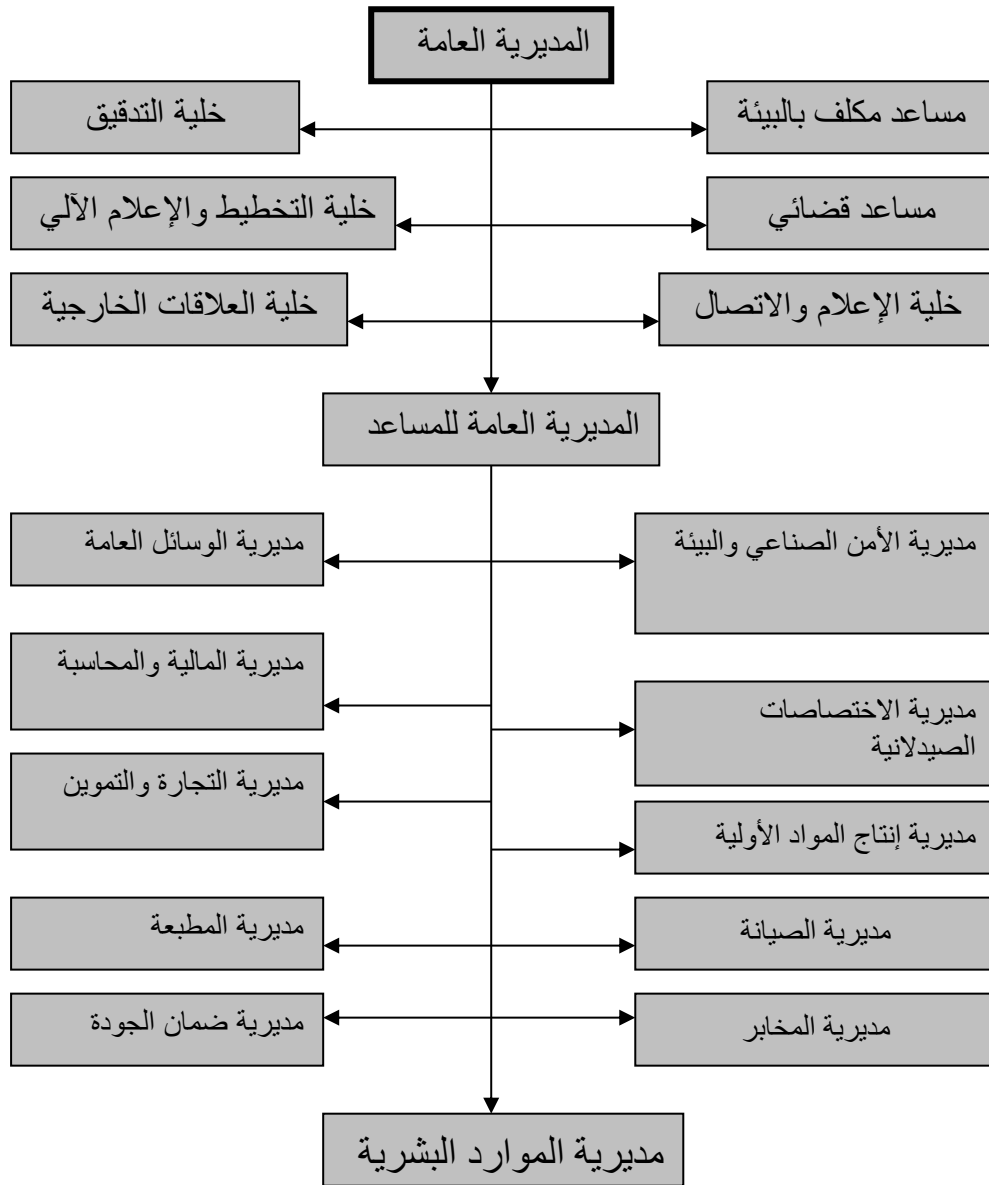 المديرية العامة
مساعد مكلف بالبيئة
خلية التدقيق
مساعد قضائي
خلية التخطيط والإعلام الآلي
خلية الإعلام والاتصال
خلية العلاقات الخارجية
المديرية العامة للمساعد
مديرية الأمن الصناعي والبيئة
مديرية الوسائل العامة
مديرية المالية والمحاسبة
مديرية الاختصاصات
الصيدلانية
مديرية التجارة والتموين
مديرية إنتاج المواد الأولية
مديرية الصيانة
مديرية المطبعة
مديرية المخابر
مديرية ضمان الجودة
مديرية الموارد البشرية